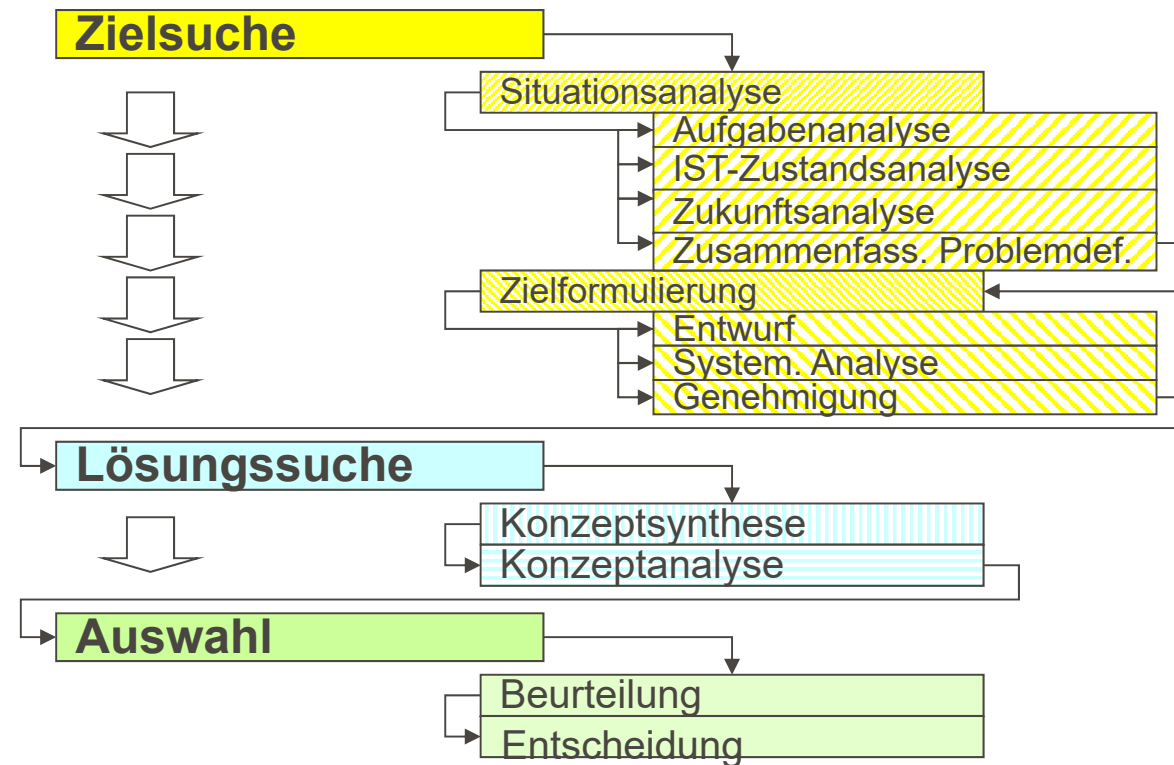 Zielsuche
Situationsanalyse
Aufgabenanalyse
IST-Zustandsanalyse
Zukunftsanalyse
Zusammenfass. Problemdef.
Zielformulierung
Entwurf
System. Analyse
Genehmigung
Lösungssuche
Konzeptsynthese
Konzeptanalyse
Auswahl
Beurteilung
Entscheidung